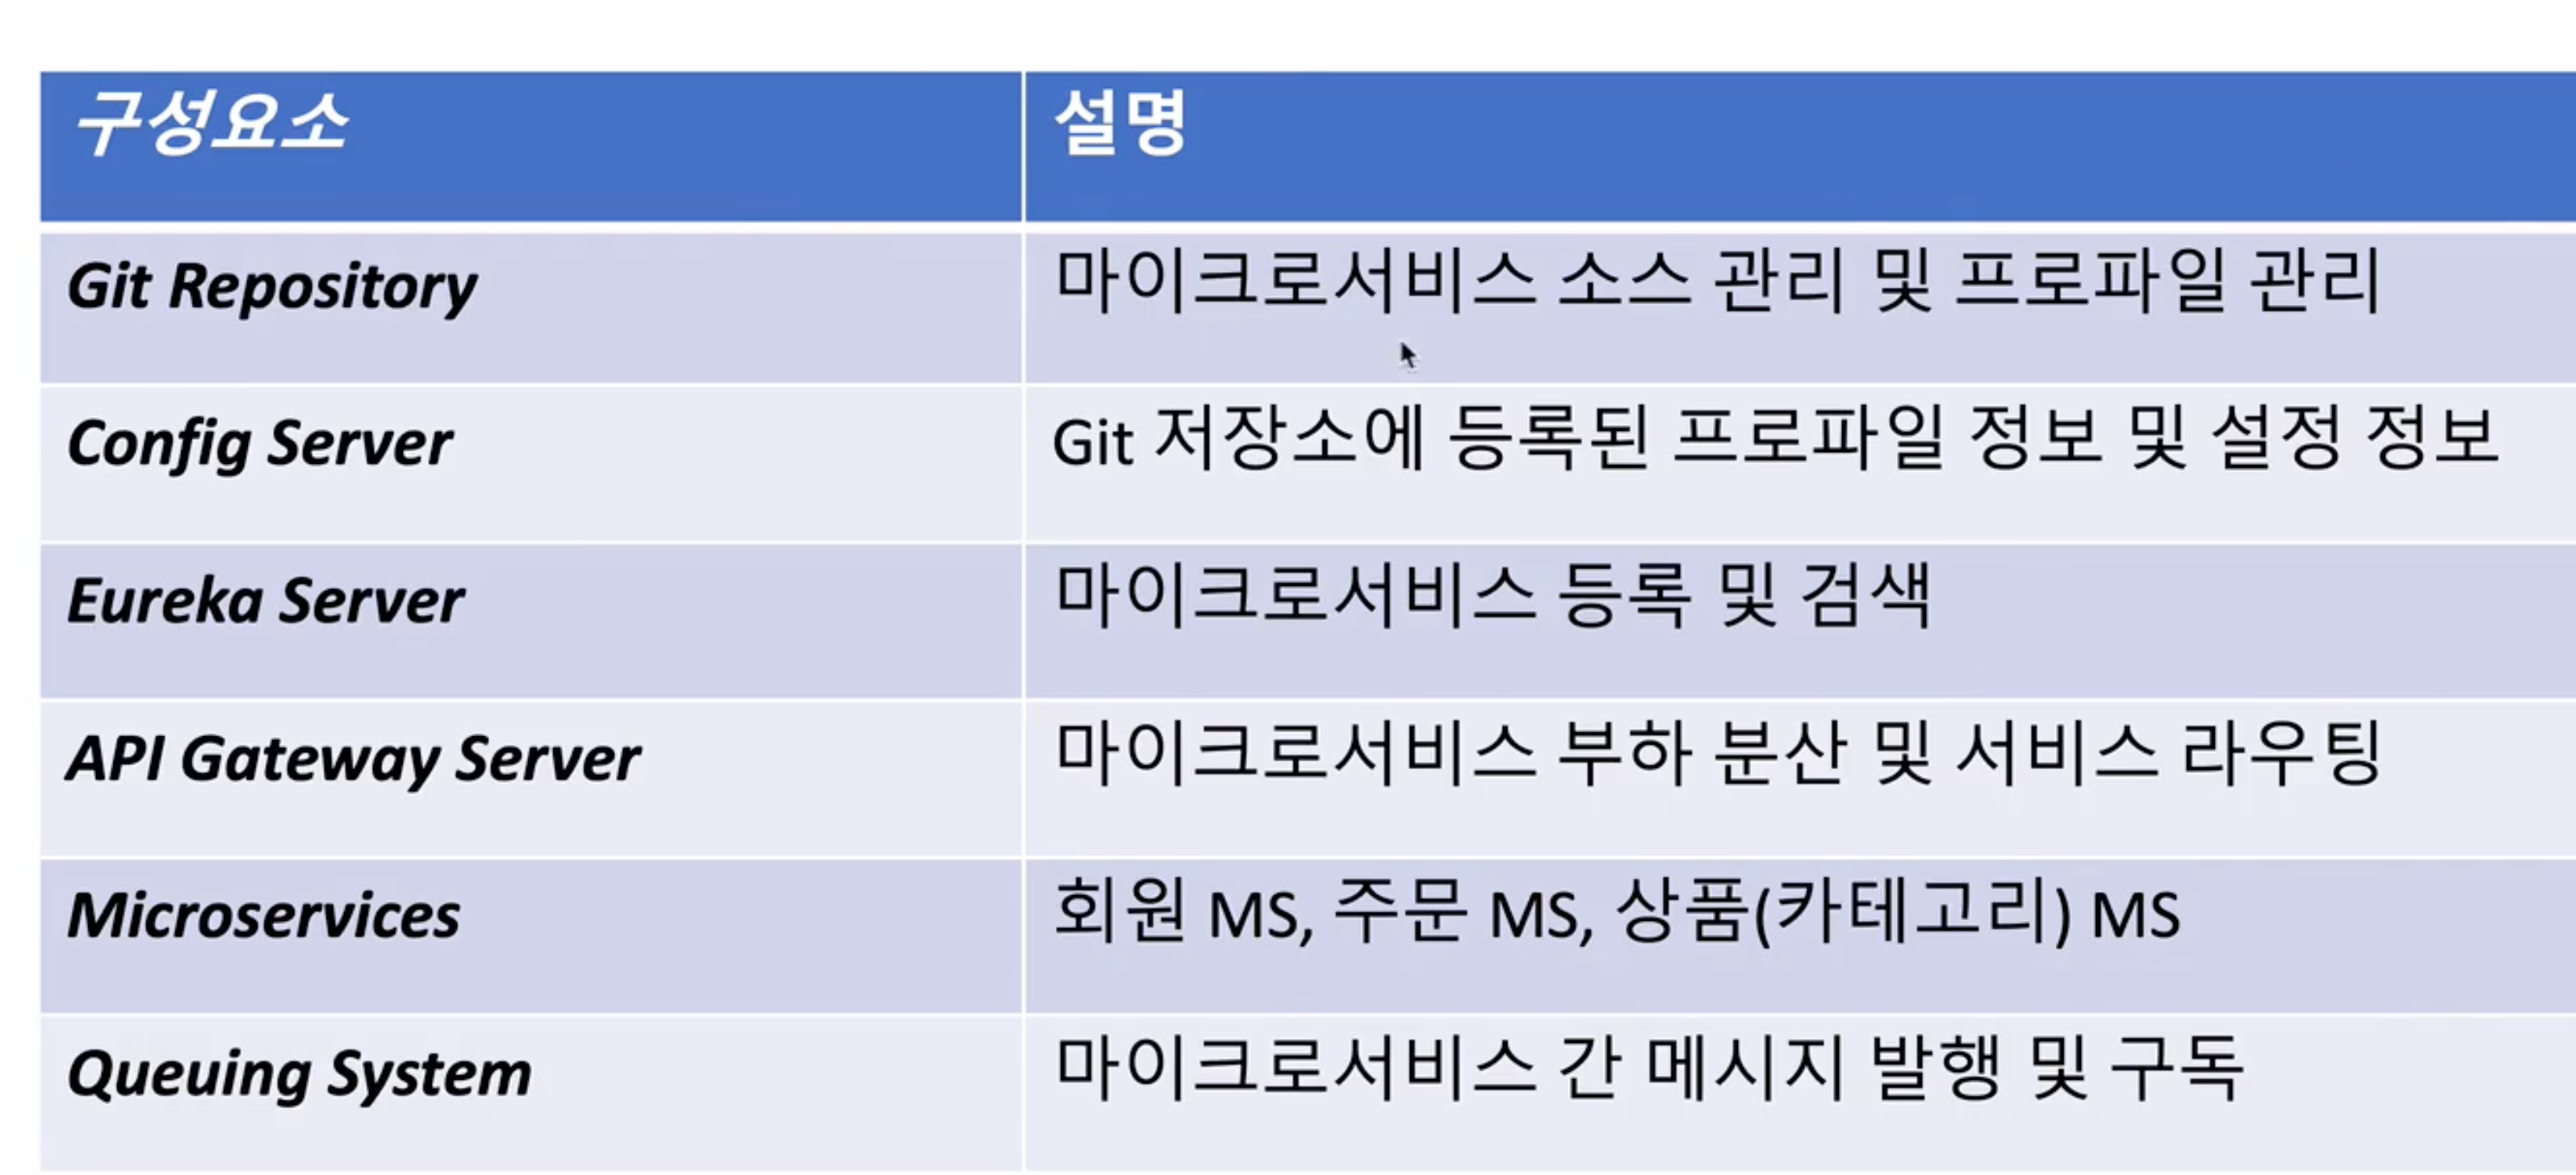 구성요소 설명
Git Repository 마이크로서비스 소스 관리 및 프로파일 관리
Config Server Git 저장소에 등록된 프로파일 정보 및 설정 정보
Eureka Server 마이크로서비스 등록 및 검색
API Gateway Server 마이크로서비스 부하 분산 및 서비스 라우팅
Microservices 회원 MS, 주문 MS, 상품(카테고리) MS
Queuing System 마이크로서비스 간 메시지 발행 및 구독